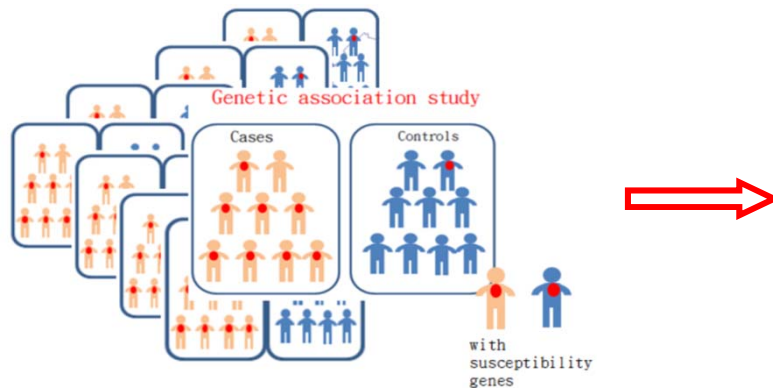 Genetic association study
Cases
Controls
with
susceptibility
genes